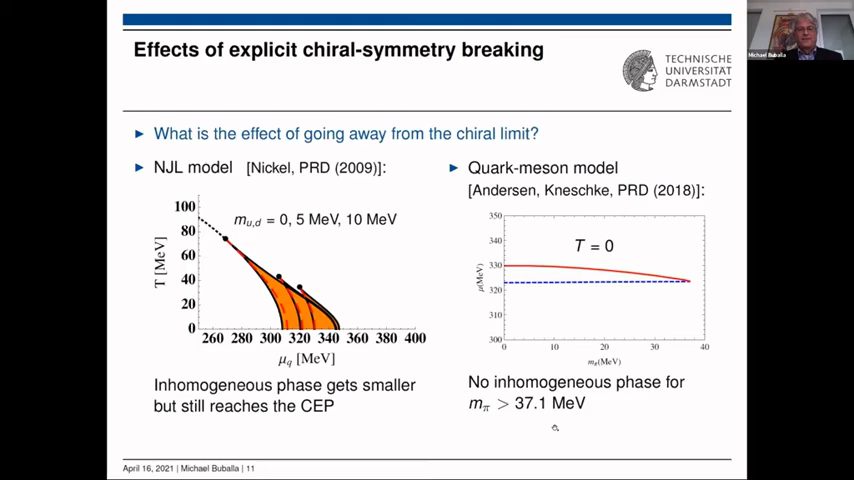 Effects of explicit chiral-symmetry breaking
TECHNISCHE
UNIVERSITÄT
DARMSTADT
Michael Buballa
What is the effect of going away from the chiral limit?
NJL model [Nickel, PRD (2009)]:
100
80
60
40
20
0
T [MeV]
m_{u,d} = 0, 5 MeV, 10 MeV
260 280 300 320 340 360 380 400
μ_q [MeV]
Inhomogeneous phase gets smaller
but still reaches the CEP
Quark-meson model
[Andersen, Kneschke, PRD (2018)]:
350
340
330
320
310
300
μ(MeV)
T = 0
0 10 20 30 40
m_π(MeV)
No inhomogeneous phase for
m_π > 37.1 MeV
April 16, 2021 | Michael Buballa | 11